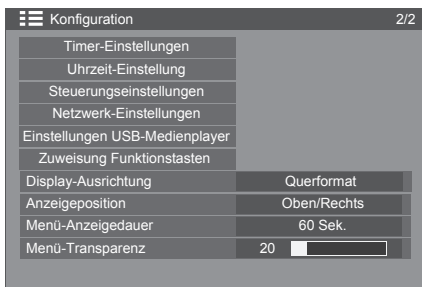 Konfiguration 2/2
Timer-Einstellungen
Uhrzeit-Einstellung
Steuerungseinstellungen
Netzwerk-Einstellungen
Einstellungen USB-Medienplayer
Zuweisung Funktionstasten
Display-Ausrichtung Querformat
Anzeigeposition Oben/Rechts
Menü-Anzeigedauer 60 Sek.
Menü-Transparenz 20